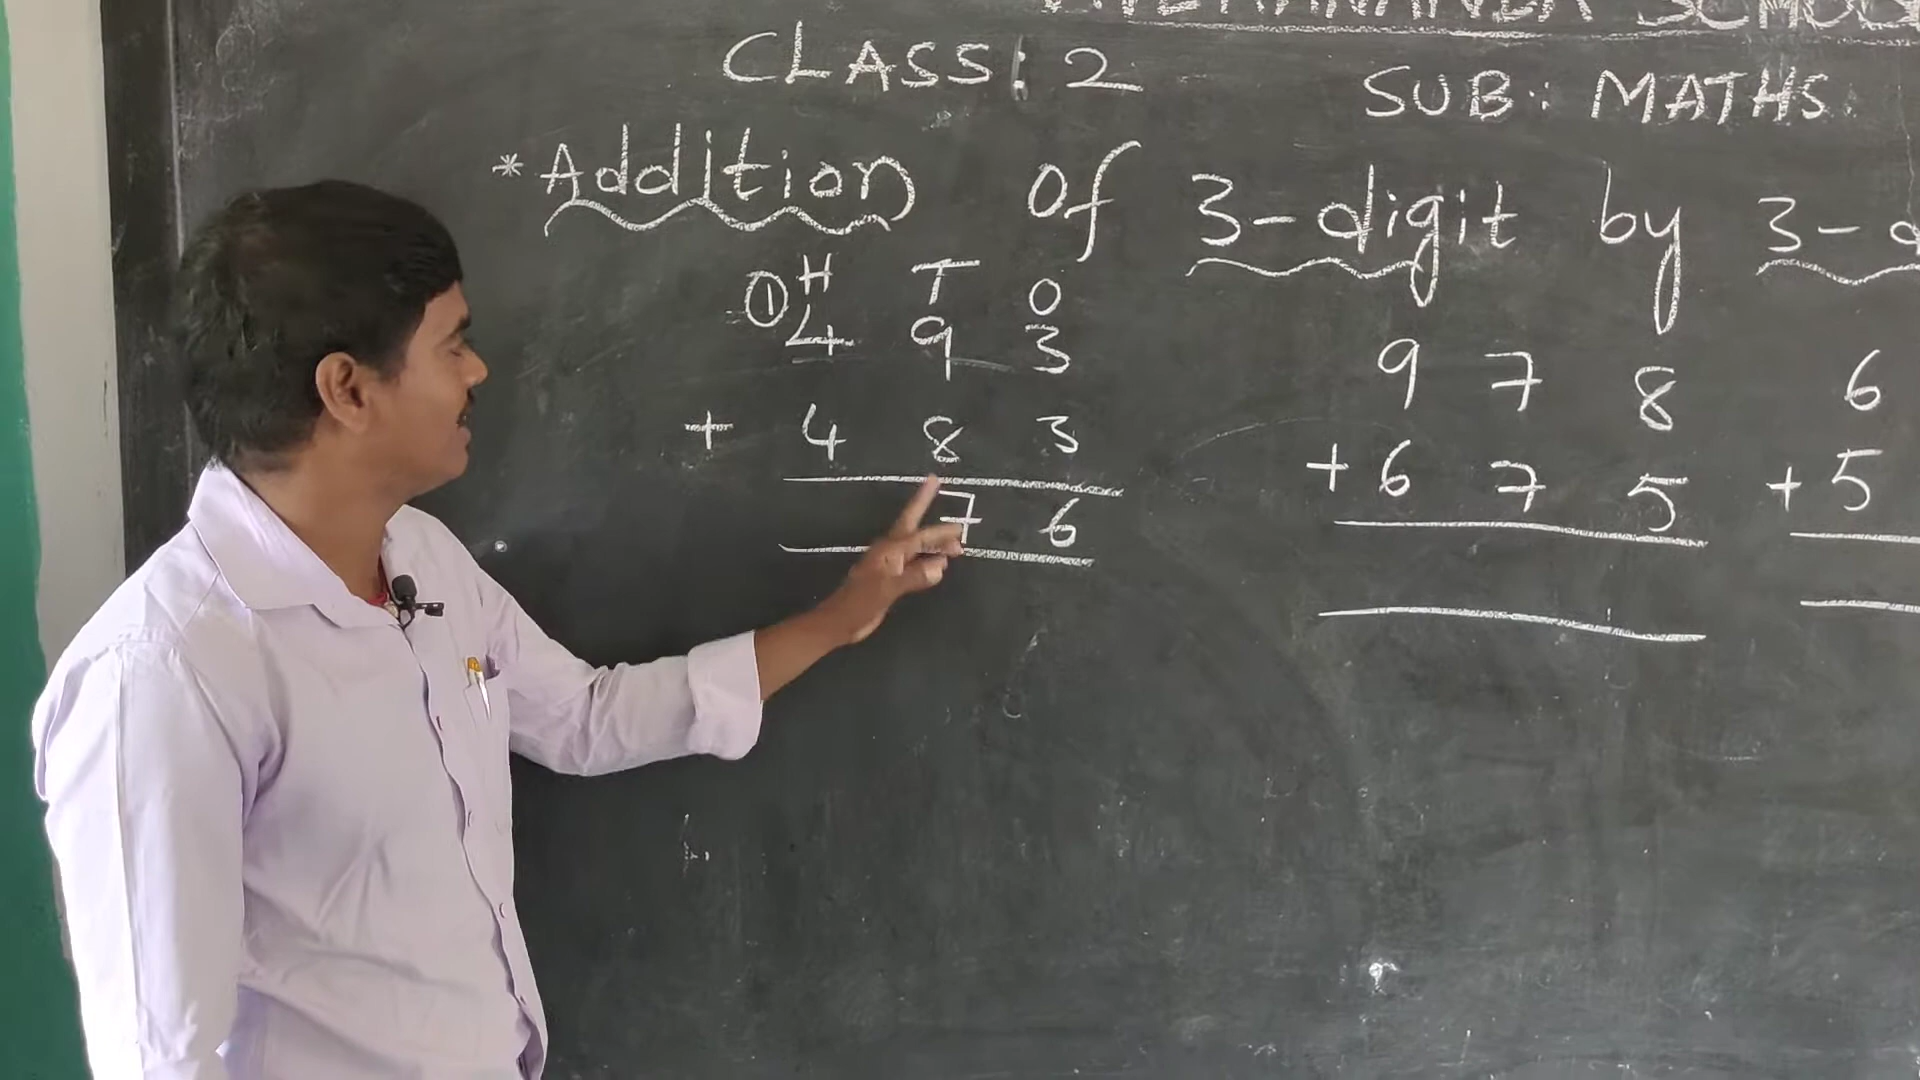 CLASS: 2
SUB: MATHS
*Addition of 3-digit by 3-
① H T O
4 9 3
+ 4 8 3
7 6
9 7 8
+ 6 7 5
6
+ 5